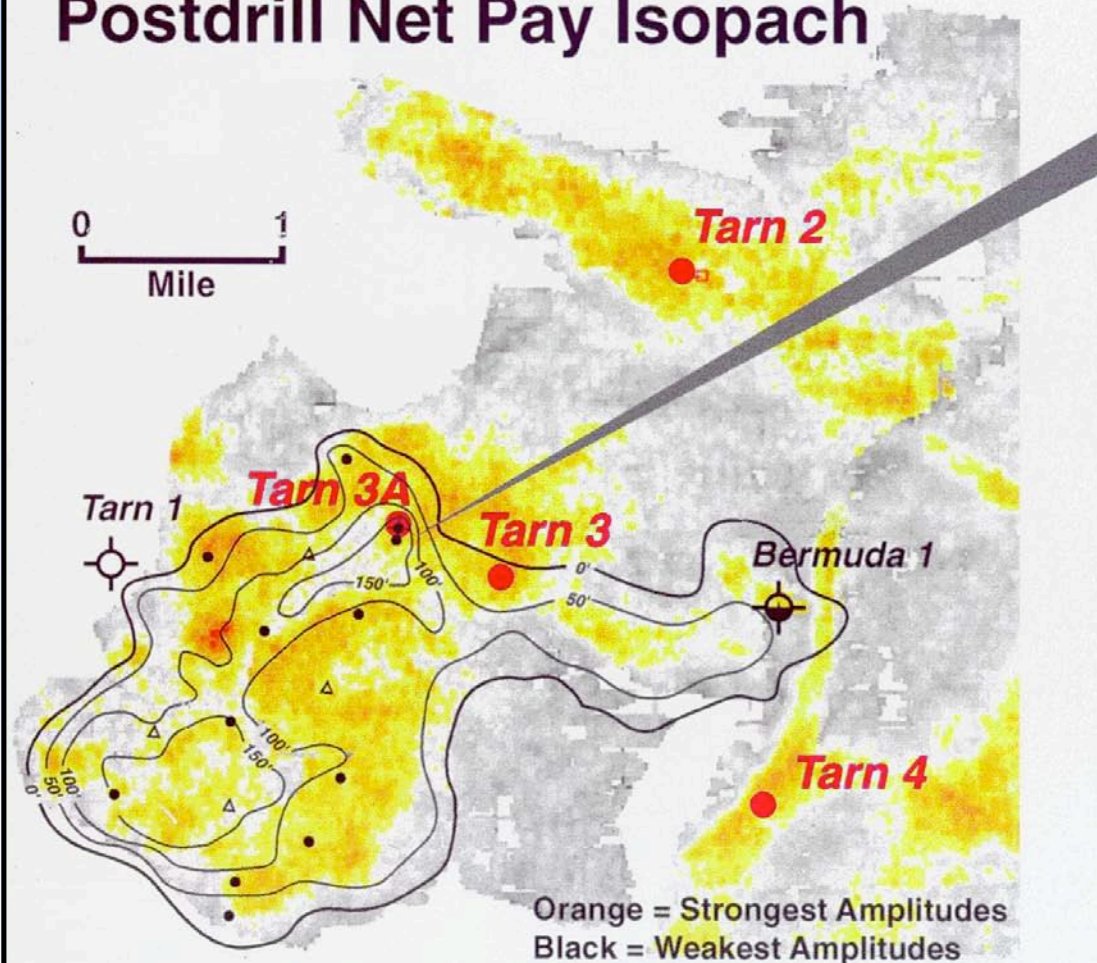 Postdrill Net Pay Isopach
0 1
Mile
Tarn 2
Tarn 3A
Tarn 1
Tarn 3
Bermuda 1
0'
50'
100'
150'
100'
150'
100'
50'
0'
Tarn 4
Orange = Strongest Amplitudes
Black = Weakest Amplitudes